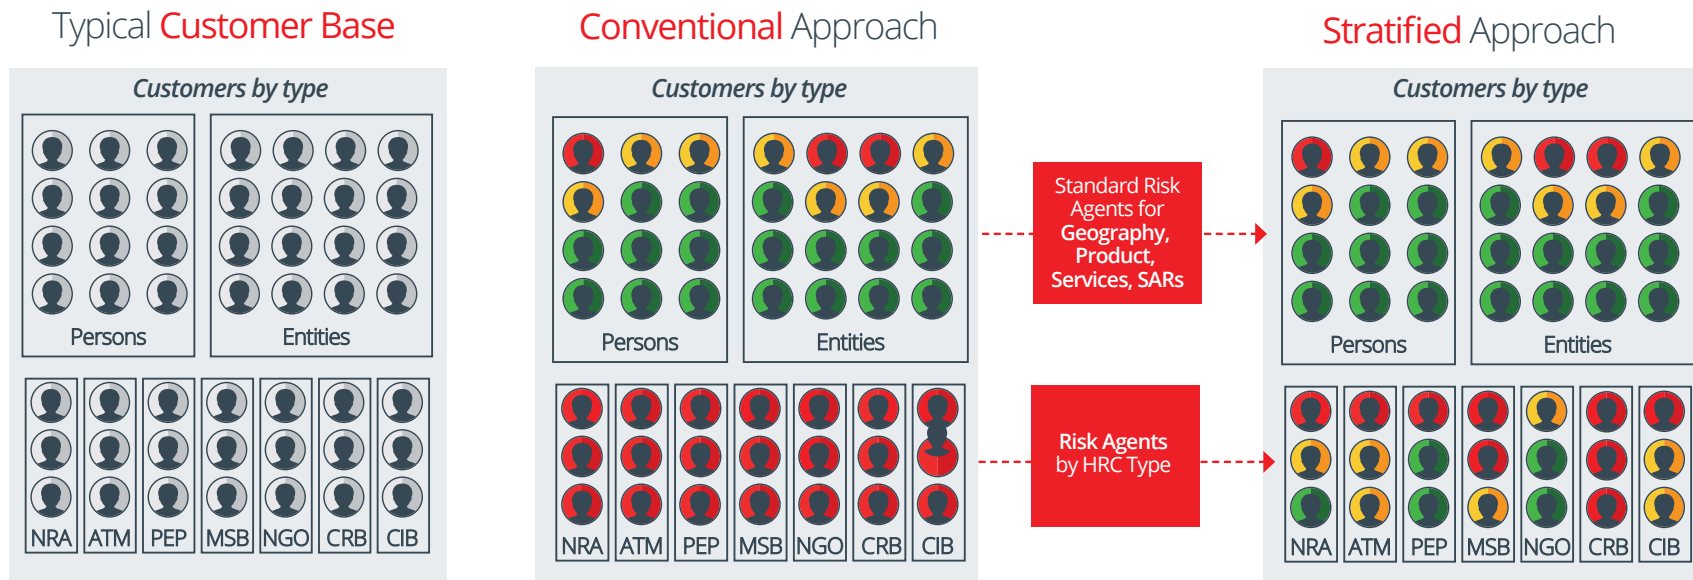 Typical Customer Base
Customers by type
Persons
Entities
NRA
ATM
PEP
MSB
NGO
CRB
CIB
Conventional Approach
Customers by type
Persons
Entities
NRA
ATM
PEP
MSB
NGO
CRB
CIB
Standard Risk
Agents for
Geography,
Product,
Services, SARs
Risk Agents
by HRC Type
Stratified Approach
Customers by type
Persons
Entities
NRA
ATM
PEP
MSB
NGO
CRB
CIB